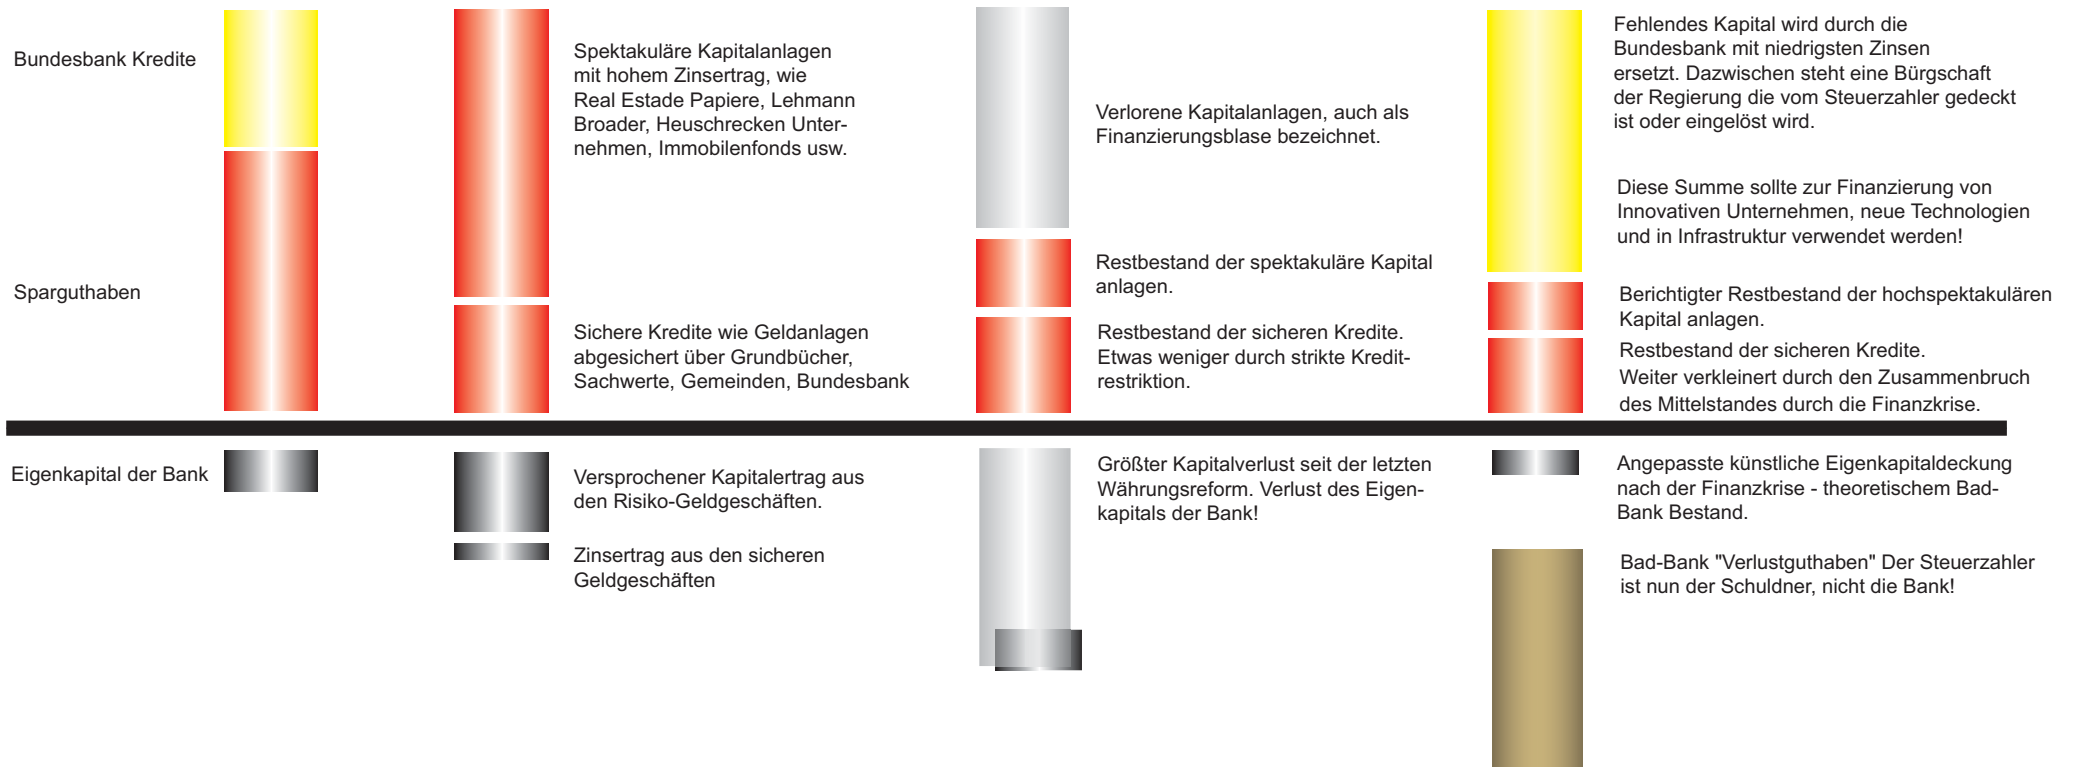 Bundesbank Kredite
Sparguthaben
Eigenkapital der Bank
Spektakuläre Kapitalanlagen
mit hohem Zinsertrag, wie
Real Estade Papiere, Lehmann
Broader, Heuschrecken Unter-
nehmen, Immobilenfonds usw.
Sichere Kredite wie Geldanlagen
abgesichert über Grundbücher,
Sachwerte, Gemeinden, Bundesbank
Versprochener Kapitalertrag aus
den Risiko-Geldgeschäften.
Zinsertrag aus den sicheren
Geldgeschäften
Verlorene Kapitalanlagen, auch als
Finanzierungsblase bezeichnet.
Restbestand der spektakuläre Kapital
anlagen.
Restbestand der sicheren Kredite.
Etwas weniger durch strikte Kredit-
restriktion.
Größter Kapitalverlust seit der letzten
Währungsreform. Verlust des Eigen-
kapitals der Bank!
Fehlendes Kapital wird durch die
Bundesbank mit niedrigsten Zinsen
ersetzt. Dazwischen steht eine Bürgschaft
der Regierung die vom Steuerzahler gedeckt
ist oder eingelöst wird.
Diese Summe sollte zur Finanzierung von
Innovativen Unternehmen, neue Technologien
und in Infrastruktur verwendet werden!
Berichtigter Restbestand der hochspektakulären
Kapital anlagen.
Restbestand der sicheren Kredite.
Weiter verkleinert durch den Zusammenbruch
des Mittelstandes durch die Finanzkrise.
Angepasste künstliche Eigenkapitaldeckung
nach der Finanzkrise - theoretischem Bad-
Bank Bestand.
Bad-Bank "Verlustguthaben" Der Steuerzahler
ist nun der Schuldner, nicht die Bank!